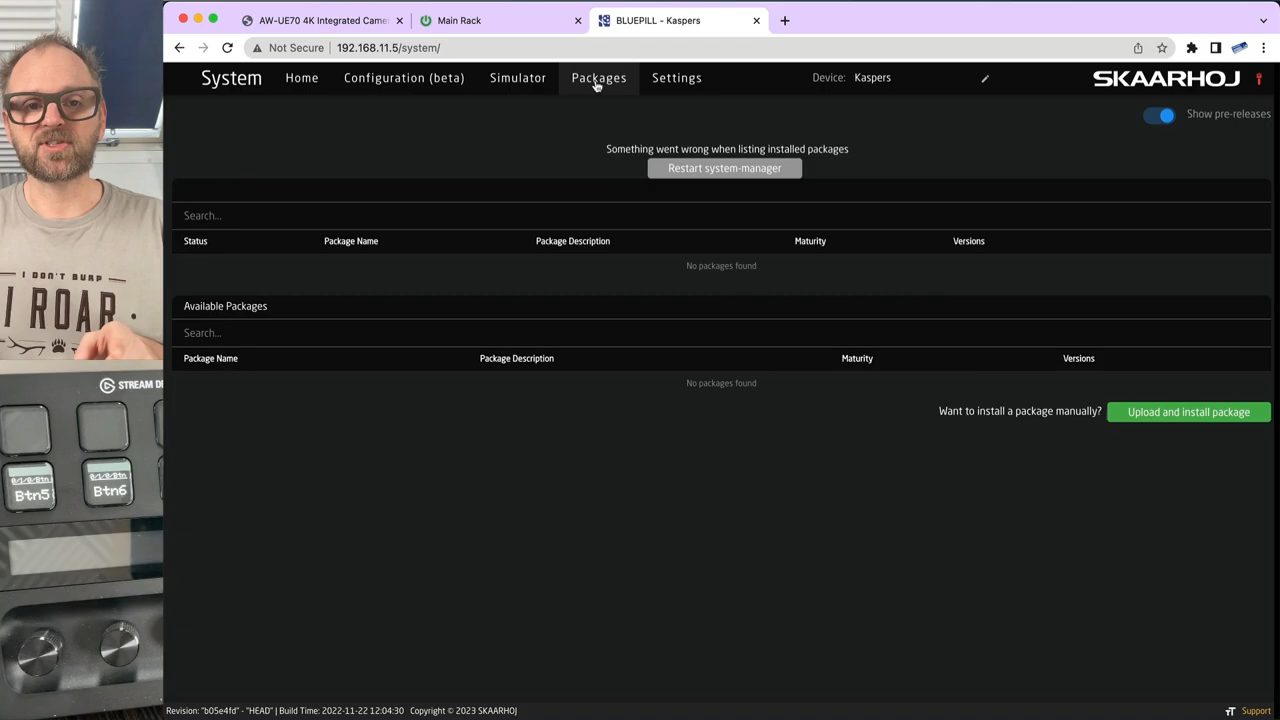 AW-UE70 4K Integrated Came
Main Rack
BLUEPILL - Kaspers
Not Secure
192.168.11.5/system/
System
Home
Configuration (beta)
Simulator
Packages
Settings
Device: Kaspers
SKAARHOJ
Show pre-releases
Something went wrong when listing installed packages
Restart system-manager
Search...
Status
Package Name
Package Description
Maturity
Versions
No packages found
Available Packages
Search...
Package Name
Package Description
Maturity
Versions
No packages found
Want to install a package manually?
Upload and install package
Revision: "b05e4fd" - "HEAD" | Build Time: 2022-11-22 12:04:30 Copyright © 2023 SKAARHOJ
Support
I DON'T BURP
I ROAR
STREAM DE
Btn5
Btn6